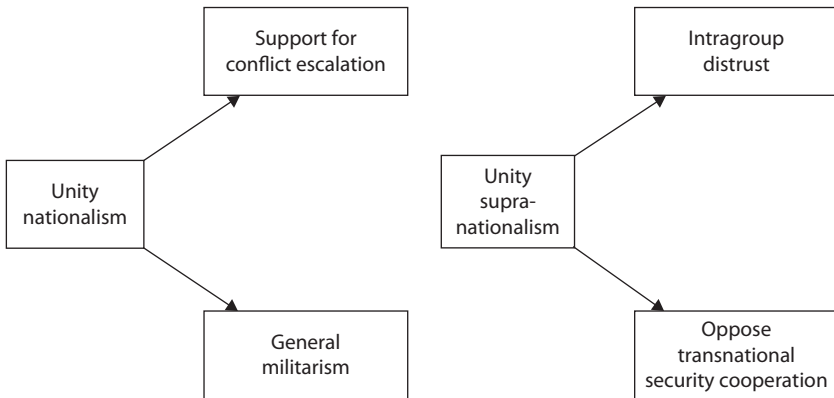 Support for
conflict escalation
Unity
nationalism
General
militarism
Intragroup
distrust
Unity
supra-
nationalism
Oppose
transnational
security cooperation